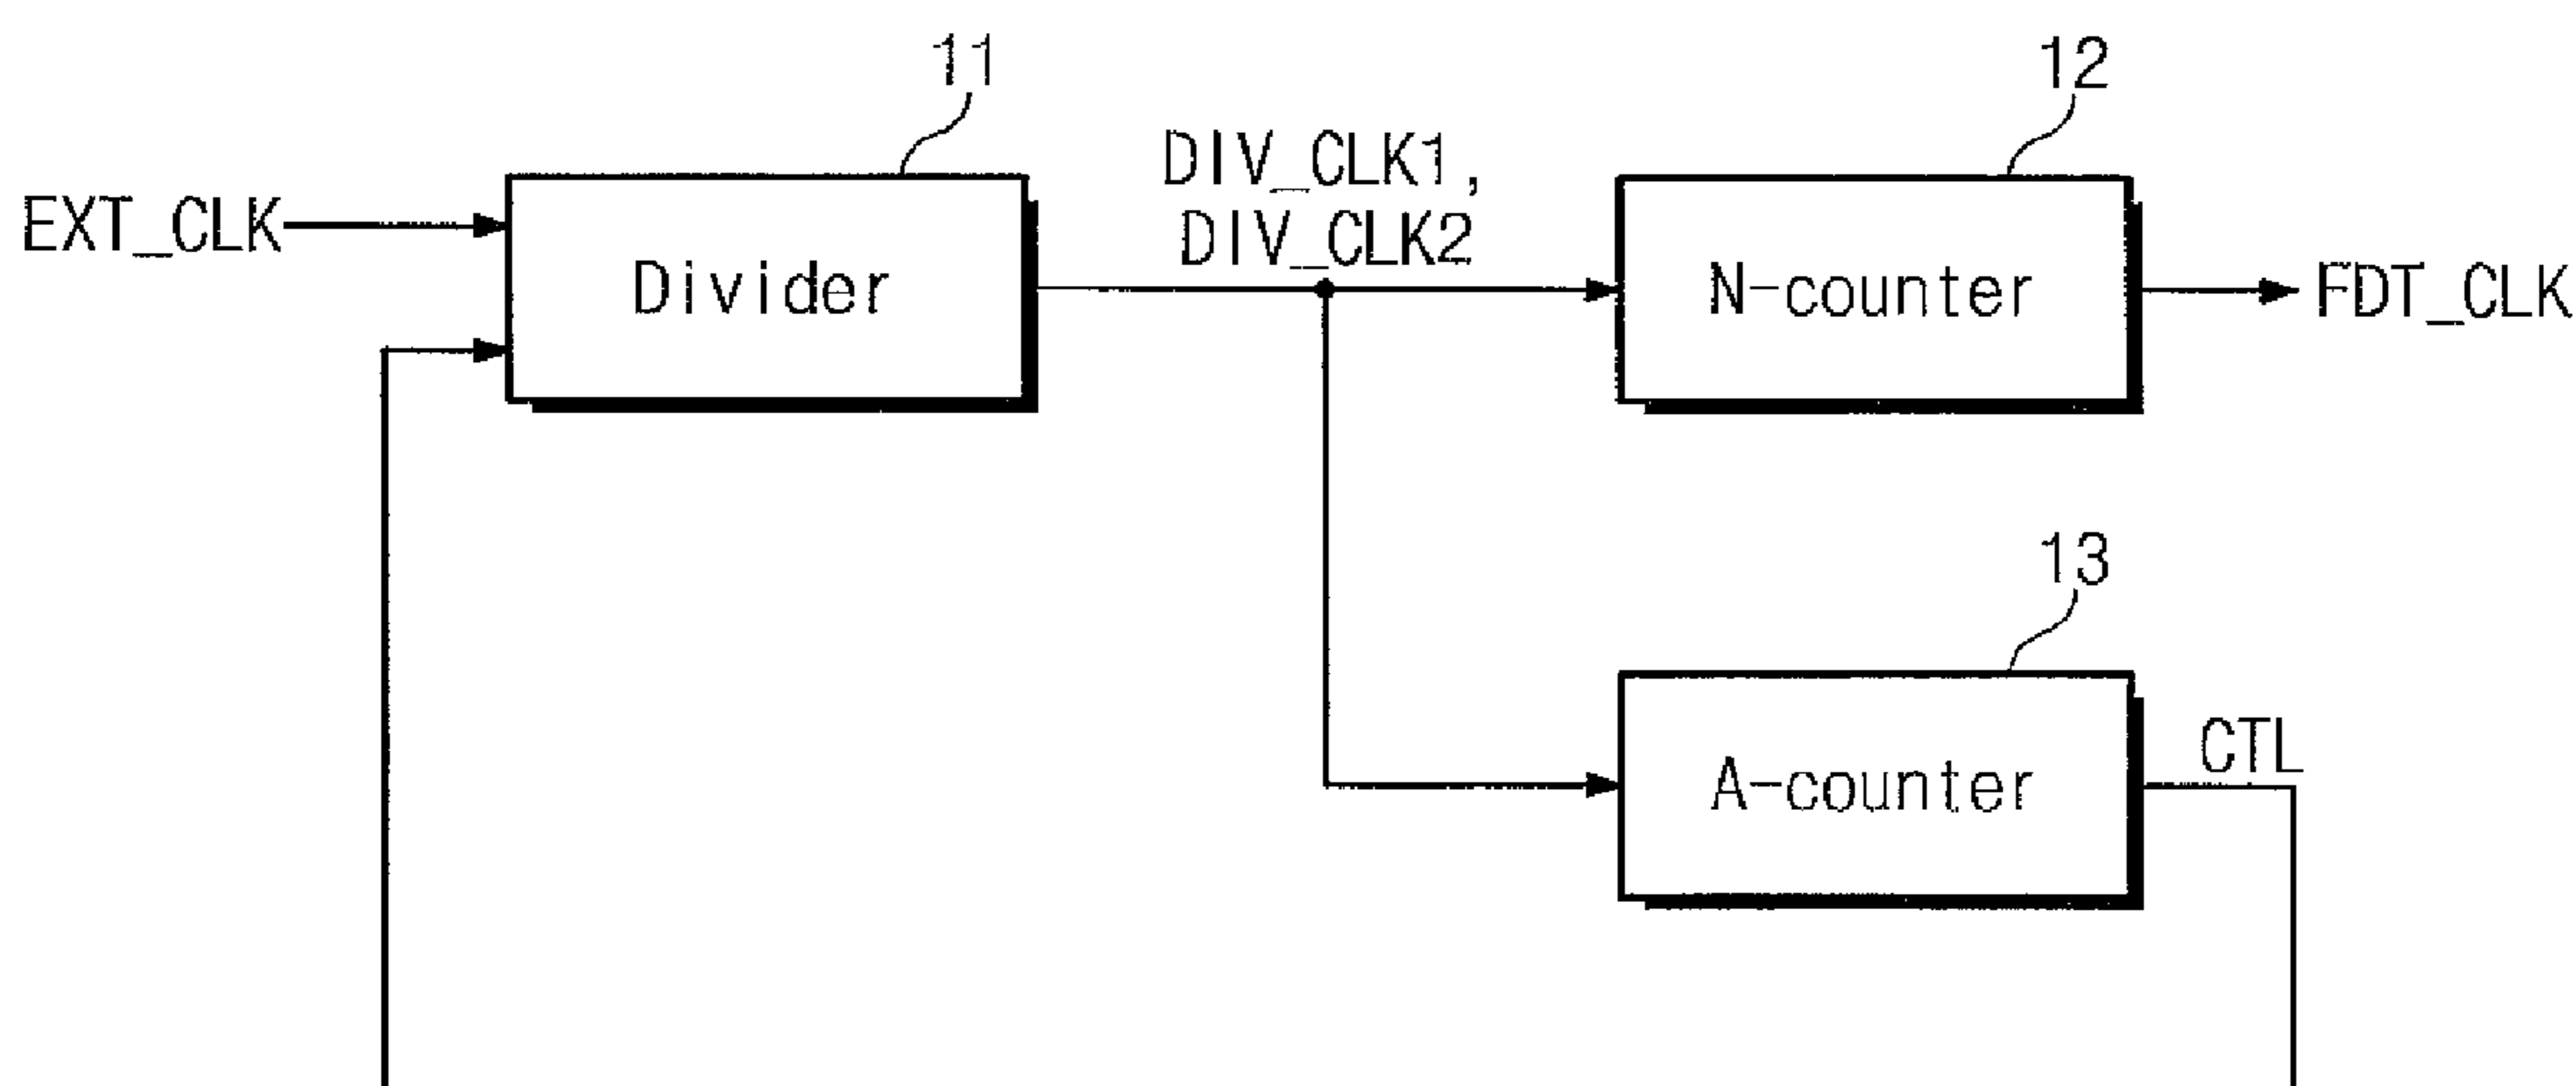 11
12
DIV_CLK1,
EXT_CLK
DIV_CLK2
Divider
N-counter
FDT_CLK
13
CTL
A-counter